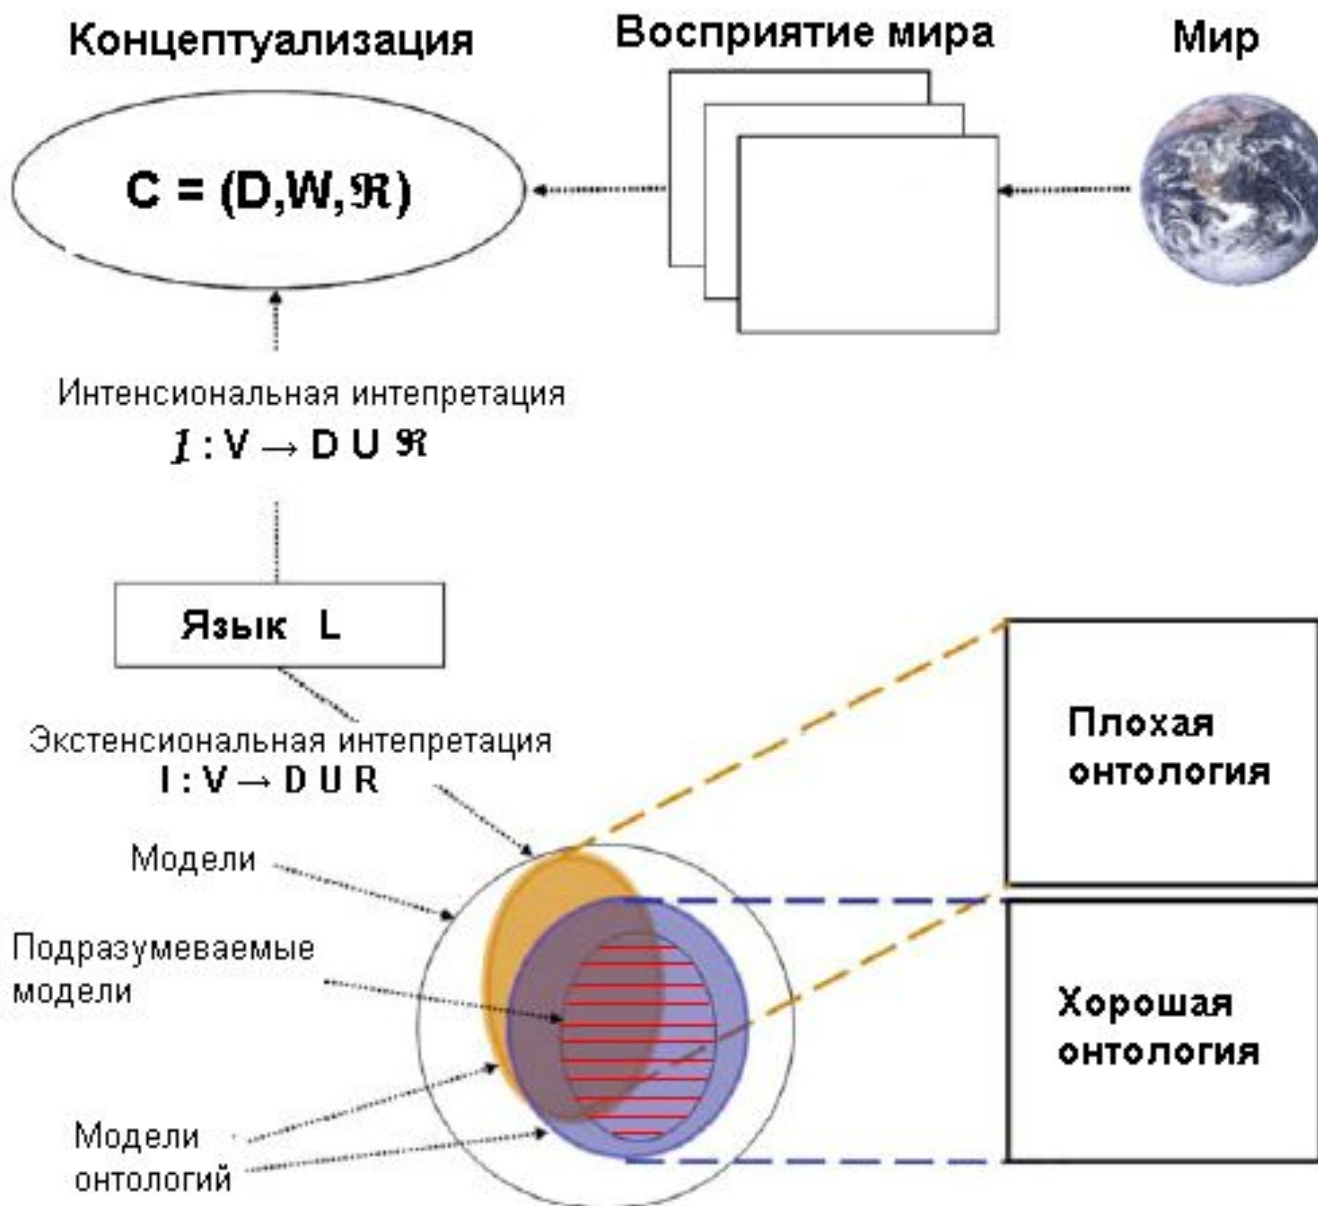 Концептуализация
Восприятие мира
Мир
C = (D,W,ℜ)
Интенсиональная интепретация
I : V → D U ℜ
Язык L
Экстенсиональная интепретация
I : V → D U R
Модели
Подразумеваемые
модели
Модели
онтологий
Плохая
онтология
Хорошая
онтология